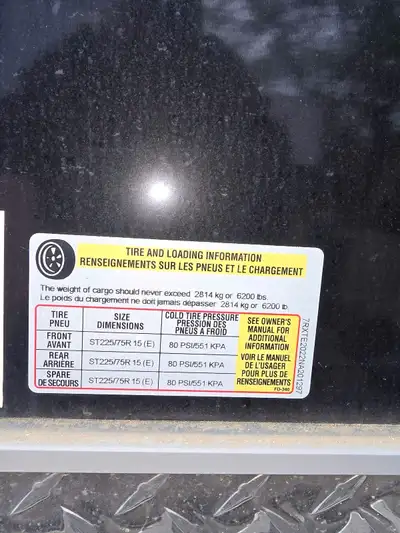 TIRE AND LOADING INFORMATION
RENSEIGNEMENTS SUR LES PNEUS ET LE CHARGEMENT
The weight of cargo should never exceed 2814 kg or 6200 lbs.
Le poids du chargement ne doit jamais dépasser 2814 kg or 6200 lb.
TIRE
PNEU
SIZE
DIMENSIONS
COLD TIRE PRESSURE
PRESSION DES
PNEUS A FROID
FRONT
AVANT
ST225/75R 15 (E)
80 PSI/551 KPA
REAR
ARRIÈRE
ST225/75R 15 (E)
80 PSI/551 KPA
SPARE
DE SECOURS
ST225/75R 15 (E)
80 PSI/551 KPA
SEE OWNER'S
MANUAL FOR
ADDITIONAL
INFORMATION
VOIR LE MANUEL
DE L'USAGER
POUR PLUS DE
RENSEIGNEMENTS
FO-346
7RXTE2022NA201297